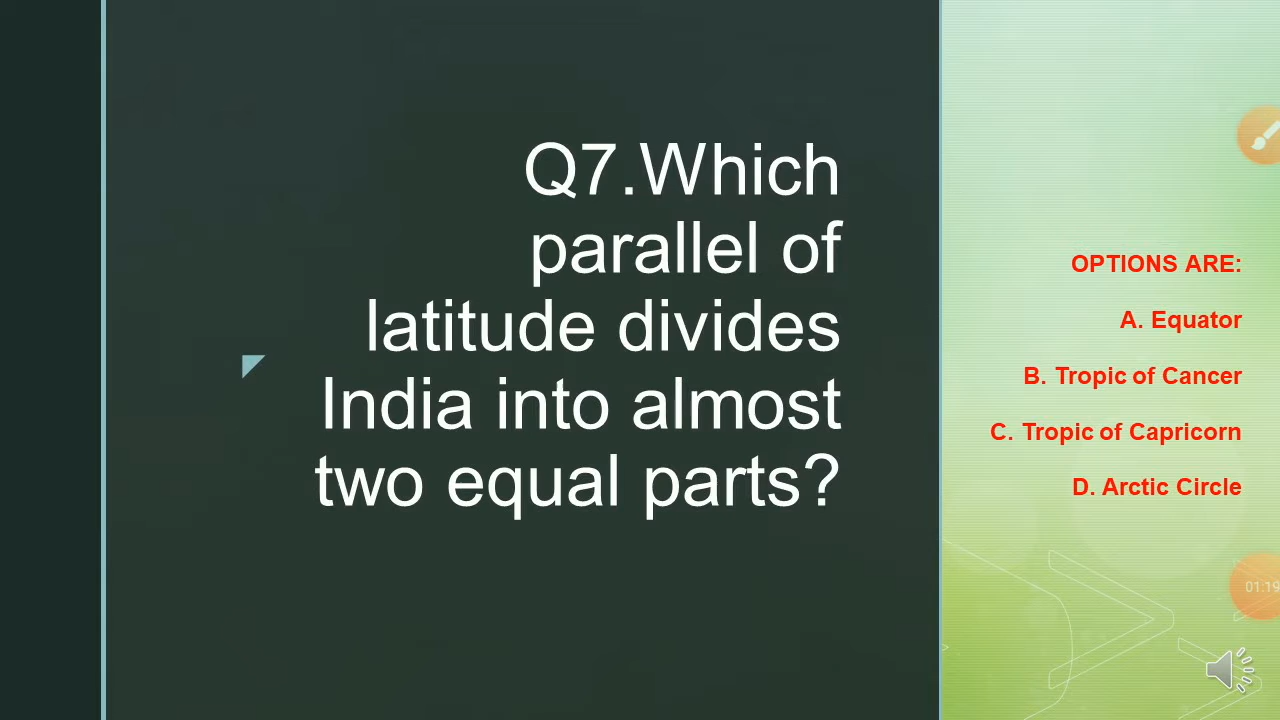 Q7.Which
parallel of
latitude divides
India into almost
two equal parts?
OPTIONS ARE:
A. Equator
B. Tropic of Cancer
C. Tropic of Capricorn
D. Arctic Circle
01:19